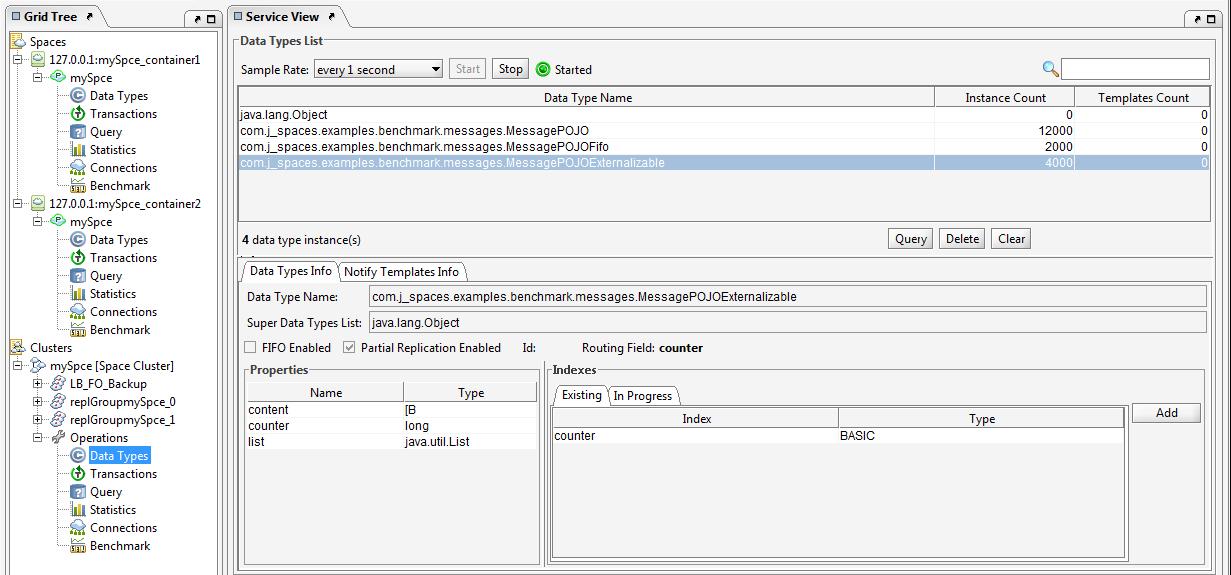 Grid Tree
Spaces
127.0.0.1:mySpce_container1
mySpce
Data Types
Transactions
Query
Statistics
Connections
Benchmark
127.0.0.1:mySpce_container2
mySpce
Data Types
Transactions
Query
Statistics
Connections
Benchmark
Clusters
mySpce [Space Cluster]
LB_FO_Backup
replGroupmySpce_0
replGroupmySpce_1
Operations
Data Types
Transactions
Query
Statistics
Connections
Benchmark
Service View
Data Types List
Sample Rate: every 1 second Start Stop Started
Data Type Name Instance Count Templates Count
java.lang.Object 0 0
com.j_spaces.examples.benchmark.messages.MessagePOJO 12000 0
com.j_spaces.examples.benchmark.messages.MessagePOJOFifo 2000 0
com.j_spaces.examples.benchmark.messages.MessagePOJOExternalizable 4000 0
4 data type instance(s) Query Delete Clear
Data Types Info Notify Templates Info
Data Type Name: com.j_spaces.examples.benchmark.messages.MessagePOJOExternalizable
Super Data Types List: java.lang.Object
FIFO Enabled Partial Replication Enabled Id: Routing Field: counter
Properties
Name Type
content [B
counter long
list java.util.List
Indexes
Existing In Progress
Index Type
counter BASIC
Add